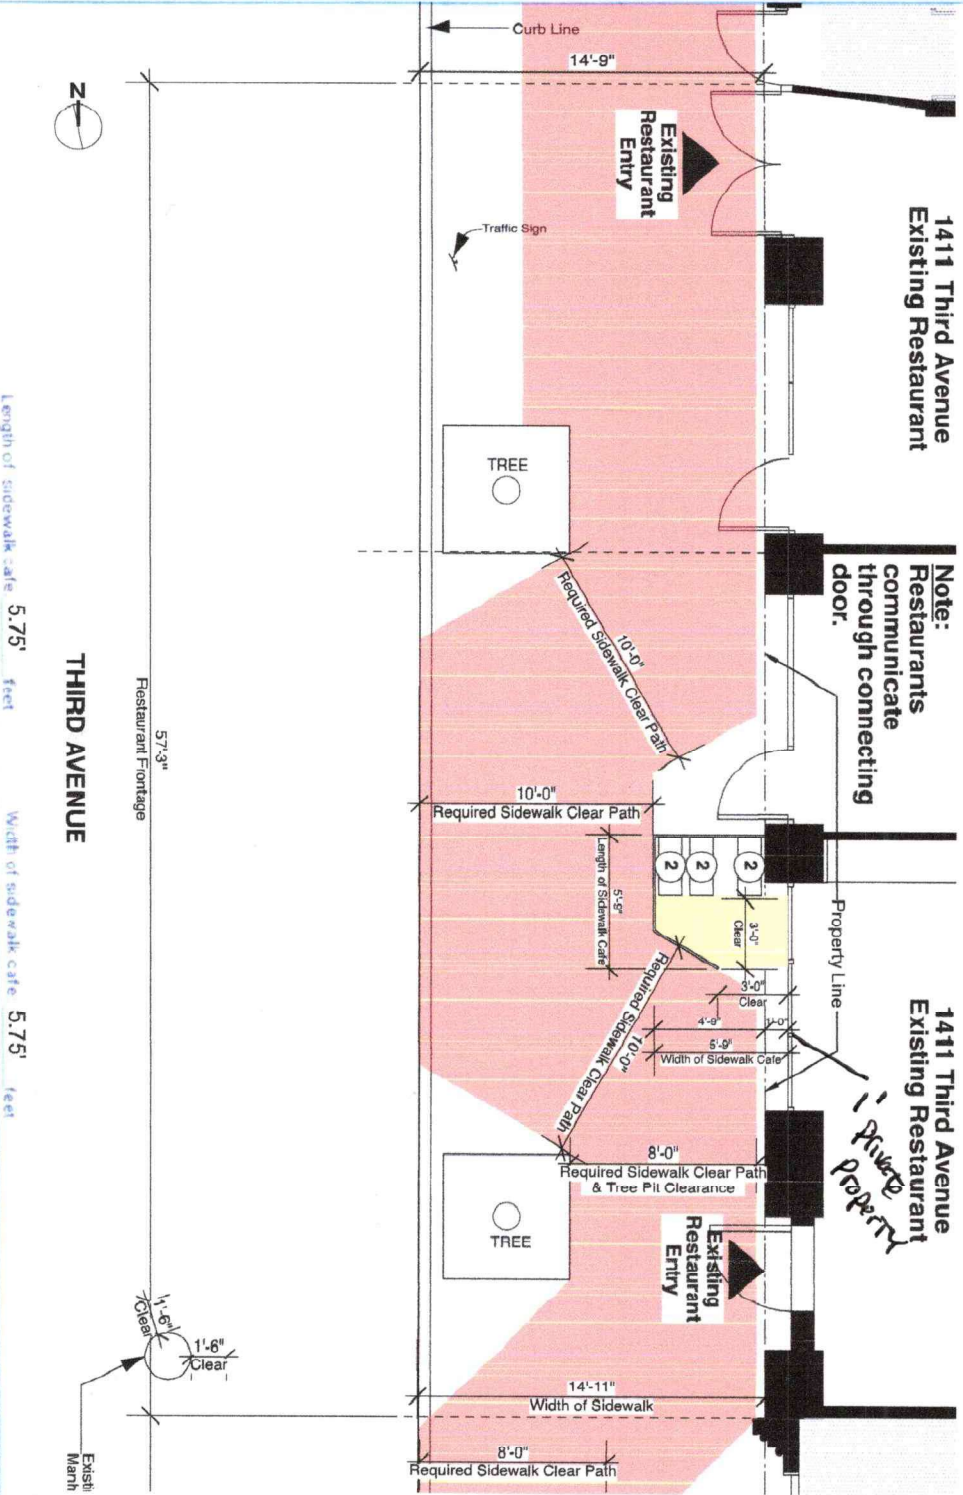 Curb Line
14'-9"
N
Existing
Restaurant
Entry
1411 Third Avenue
Existing Restaurant
Traffic Sign
TREE
Note:
Restaurants
communicate
through connecting
door.
10'-0"
Required Sidewalk Clear Path
10'-0"
Required Sidewalk Clear Path
2
2
2
5'-9"
Length of Sidewalk Cafe
3'-0"
Clear
Property Line
3'-0"
Clear
4'-9"
1'-0"
5'-9"
Width of Sidewalk Cafe
10'-0"
Required Sidewalk Clear Path
1411 Third Avenue
Existing Restaurant
1' private
property
8'-0"
Required Sidewalk Clear Path
& Tree Pit Clearance
TREE
Existing
Restaurant
Entry
14'-11"
Width of Sidewalk
8'-0"
Required Sidewalk Clear Path
57'-3"
Restaurant Frontage
THIRD AVENUE
1'-6"
Clear
1'-6"
Clear
Existi
Manh
Length of sidewalk cafe 5.75' feet
Width of sidewalk cafe 5.75' feet